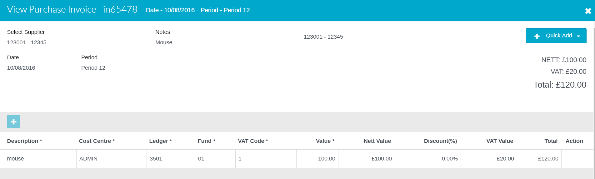 View Purchase Invoice - in65478 Date - 10/08/2016 Period - Period 12
Select Supplier Notes 123001 - 12345 Quick Add
123001 - 12345 Mouse
Date Period NETT: £100.00
10/08/2016 Period 12 VAT: £20.00
Total: £120.00
Description * Cost Centre * Ledger * Fund * VAT Code * Value * Nett Value Discount(%) VAT Value Total Action
mouse ADMIN 3501 01 1 100.00 £100.00 0.00% £20.00 £120.00